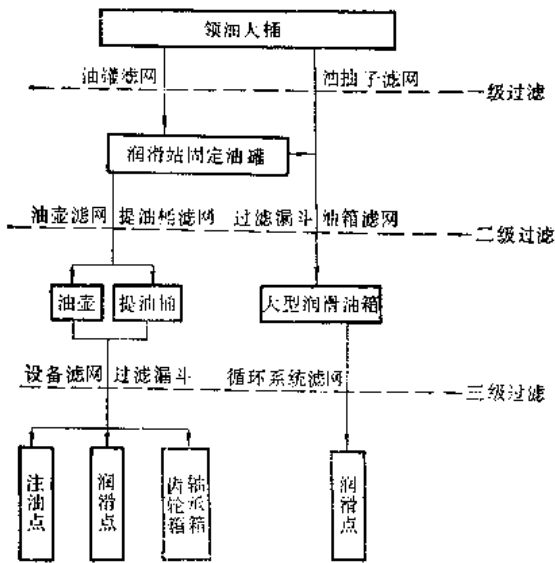 领油大桶
油罐滤网 油抽子滤网
一级过滤
润滑站固定油罐
油壶滤网 提油桶滤网 过滤漏斗 油箱滤网
二级过滤
油壶 提油桶 大型润滑油箱
设备滤网 过滤漏斗 循环系统滤网
三级过滤
注油点
润滑点
轴承箱
齿轮箱
润滑点